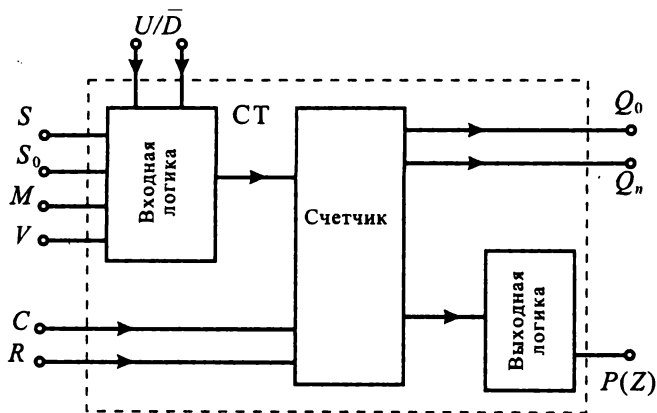 U/D̅
CT
S
S₀
M
V
Входная
логика
Счетчик
Q₀
Qₙ
C
R
Выходная
логика
P(Z)